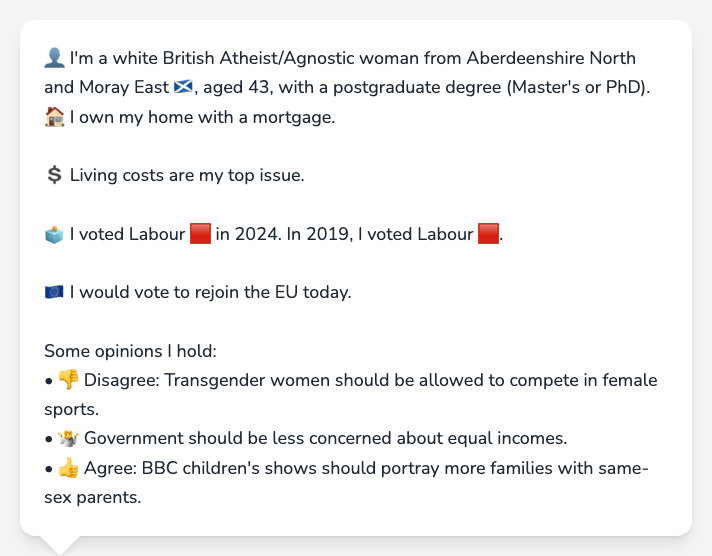 👤 I'm a white British Atheist/Agnostic woman from Aberdeenshire North
and Moray East 🏴󠁧󠁢󠁳󠁣󠁴󠁿, aged 43, with a postgraduate degree (Master's or PhD).
🏠 I own my home with a mortgage.
💲 Living costs are my top issue.
🗳️ I voted Labour 🟥 in 2024. In 2019, I voted Labour 🟥.
🇪🇺 I would vote to rejoin the EU today.
Some opinions I hold:
• 👎 Disagree: Transgender women should be allowed to compete in female
sports.
• 🤷 Government should be less concerned about equal incomes.
• 👍 Agree: BBC children's shows should portray more families with same-
sex parents.